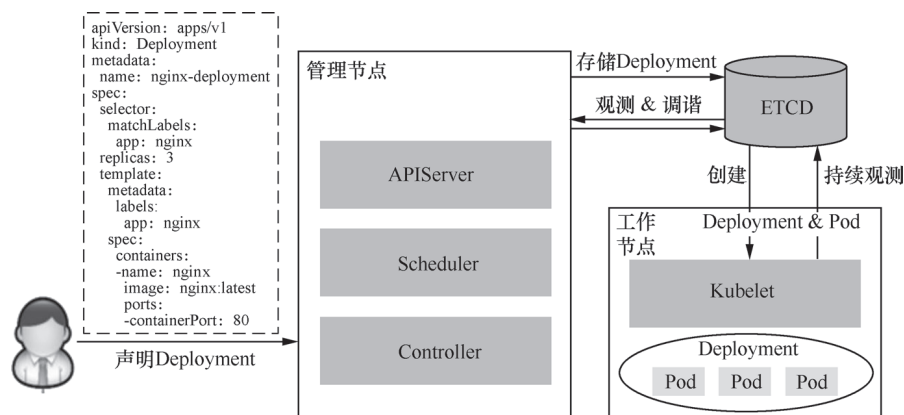 apiVersion: apps/v1
kind: Deployment
metadata:
name: nginx-deployment
spec:
selector:
matchLabels:
app: nginx
replicas: 3
template:
metadata:
labels:
app: nginx
spec:
containers:
-name: nginx
image: nginx:latest
ports:
-containerPort: 80
声明Deployment
管理节点
APIServer
Scheduler
Controller
存储Deployment
观测 & 调谐
ETCD
创建
持续观测
工作
节点
Deployment & Pod
Kubelet
Deployment
Pod
Pod
Pod